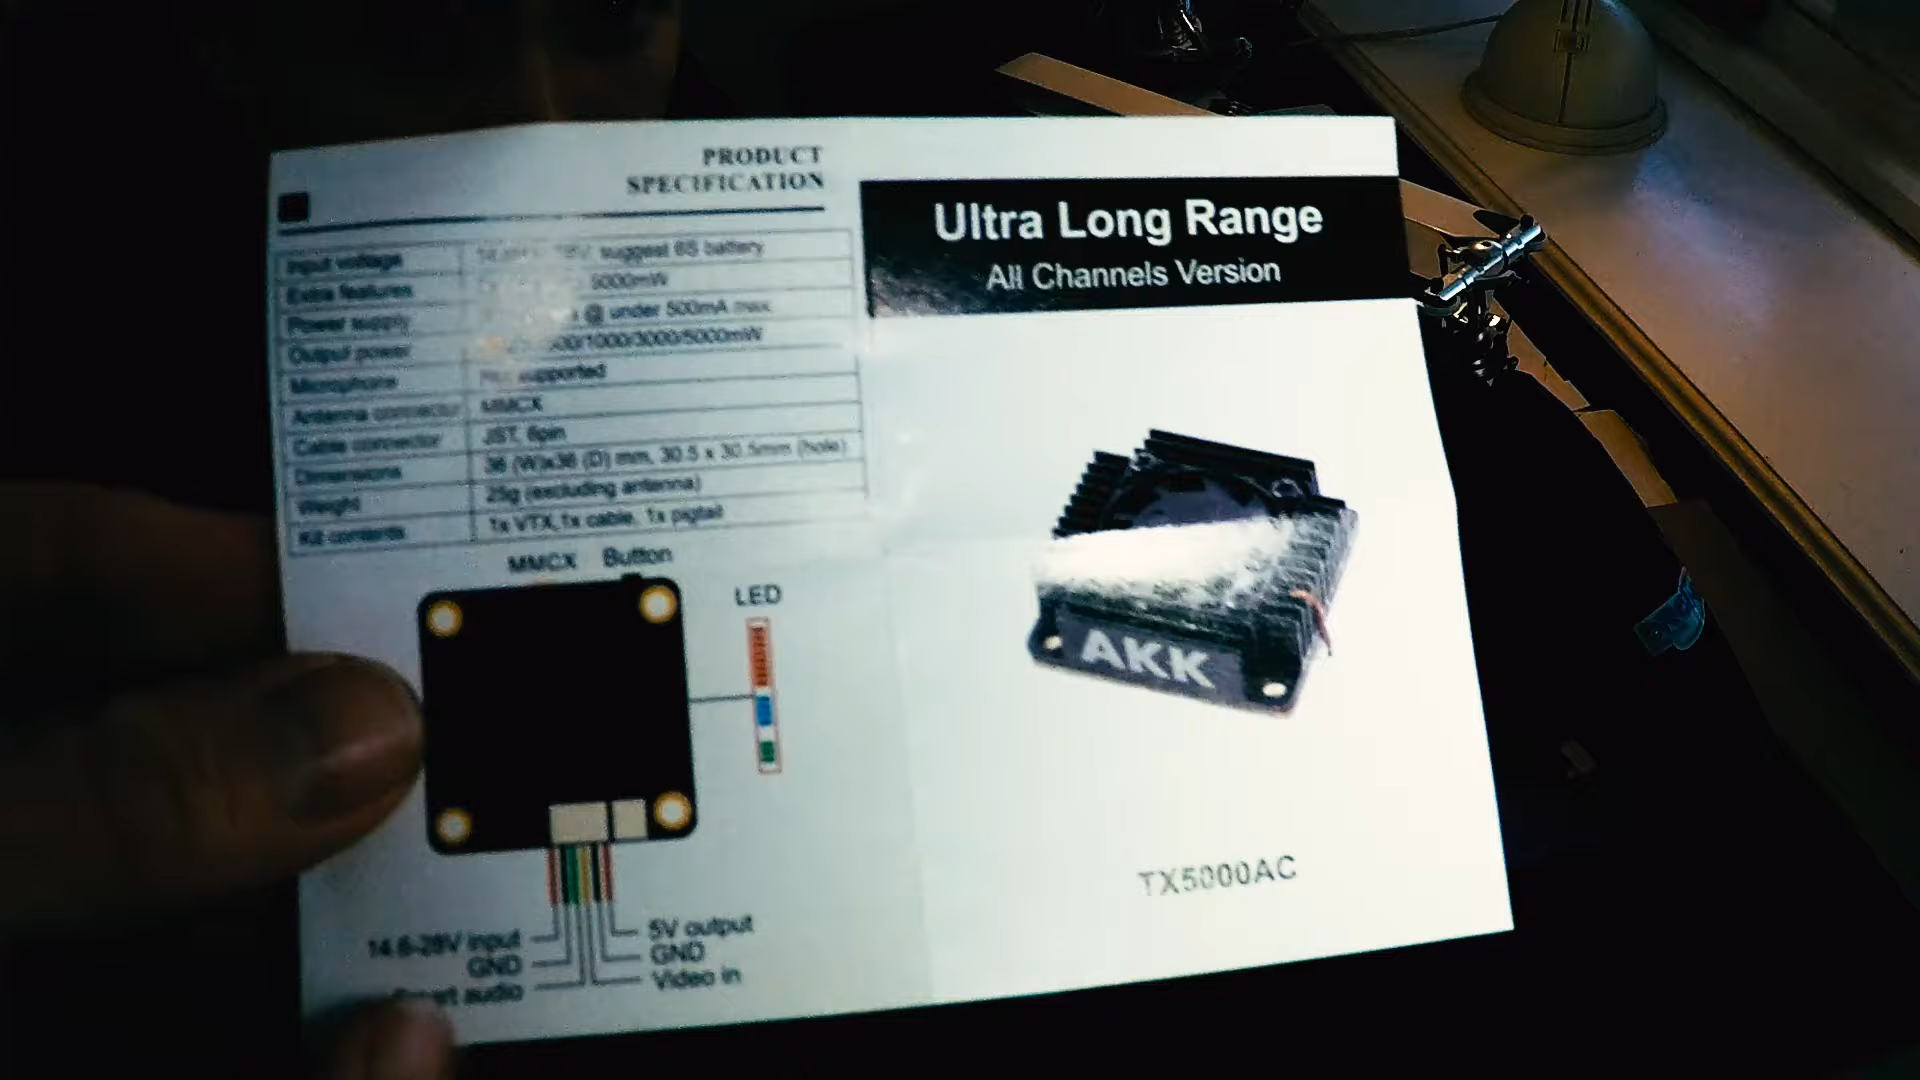 PRODUCT
SPECIFICATION
Input voltage suggest 6S battery
Extra features 5000mW
Power supply @ under 500mA max
Output power /1000/3000/5000mW
Microphone supported
Antenna connector MMCX
Cable connector JST, 6pin
Dimensions 36 (W)x36 (D) mm, 30.5 x 30.5mm (hole)
Weight 25g (excluding antenna)
Kit contents 1x VTX, 1x cable, 1x pigtail
MMCX Button
LED
14.6-28V input
GND
audio
5V output
GND
Video in
Ultra Long Range
All Channels Version
AKK
TX5000AC